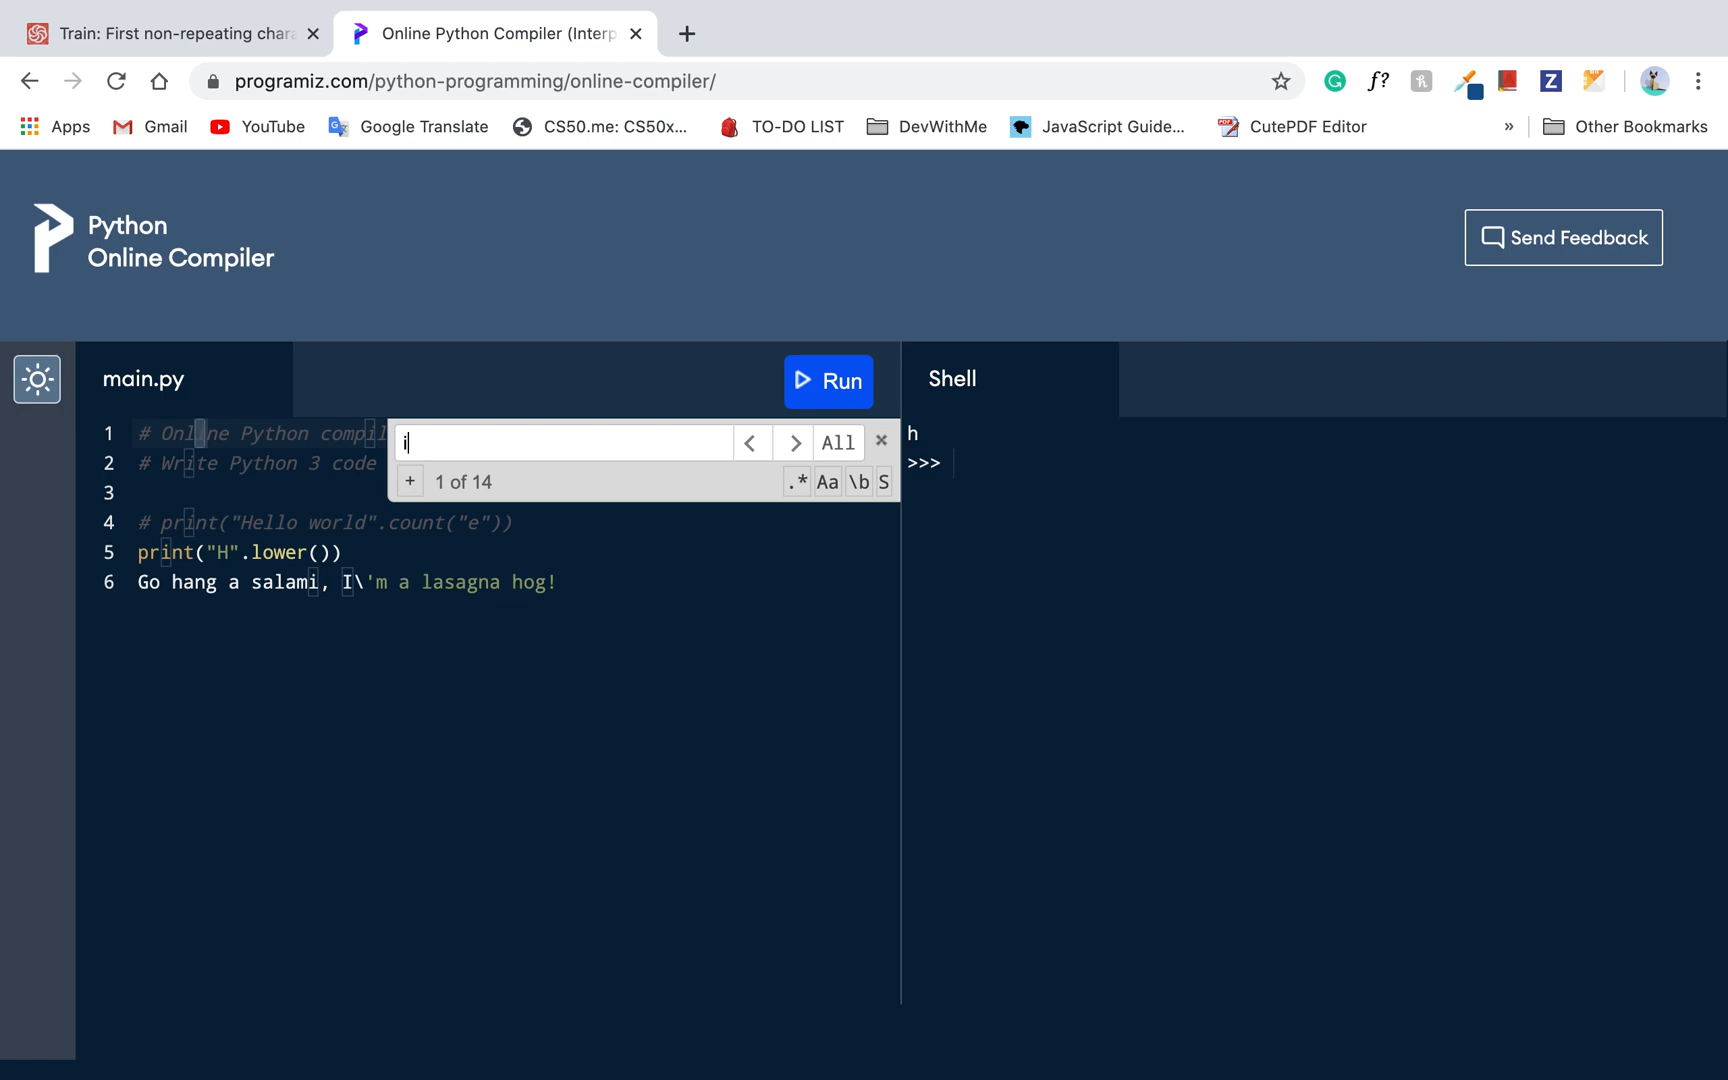 Train: First non-repeating chara
Online Python Compiler (Interp
programiz.com/python-programming/online-compiler/
f?
Apps
Gmail
YouTube
Google Translate
CS50.me: CS50x...
TO-DO LIST
DevWithMe
JavaScript Guide...
CutePDF Editor
»
Other Bookmarks
Python
Online Compiler
Send Feedback
main.py
Run
Shell
1 # Online Python compil
2 # Write Python 3 code
3
4 # print("Hello world".count("e"))
5 print("H".lower())
6 Go hang a salami, I\'m a lasagna hog!
i
All
+ 1 of 14
.* Aa \b S
h
>>>